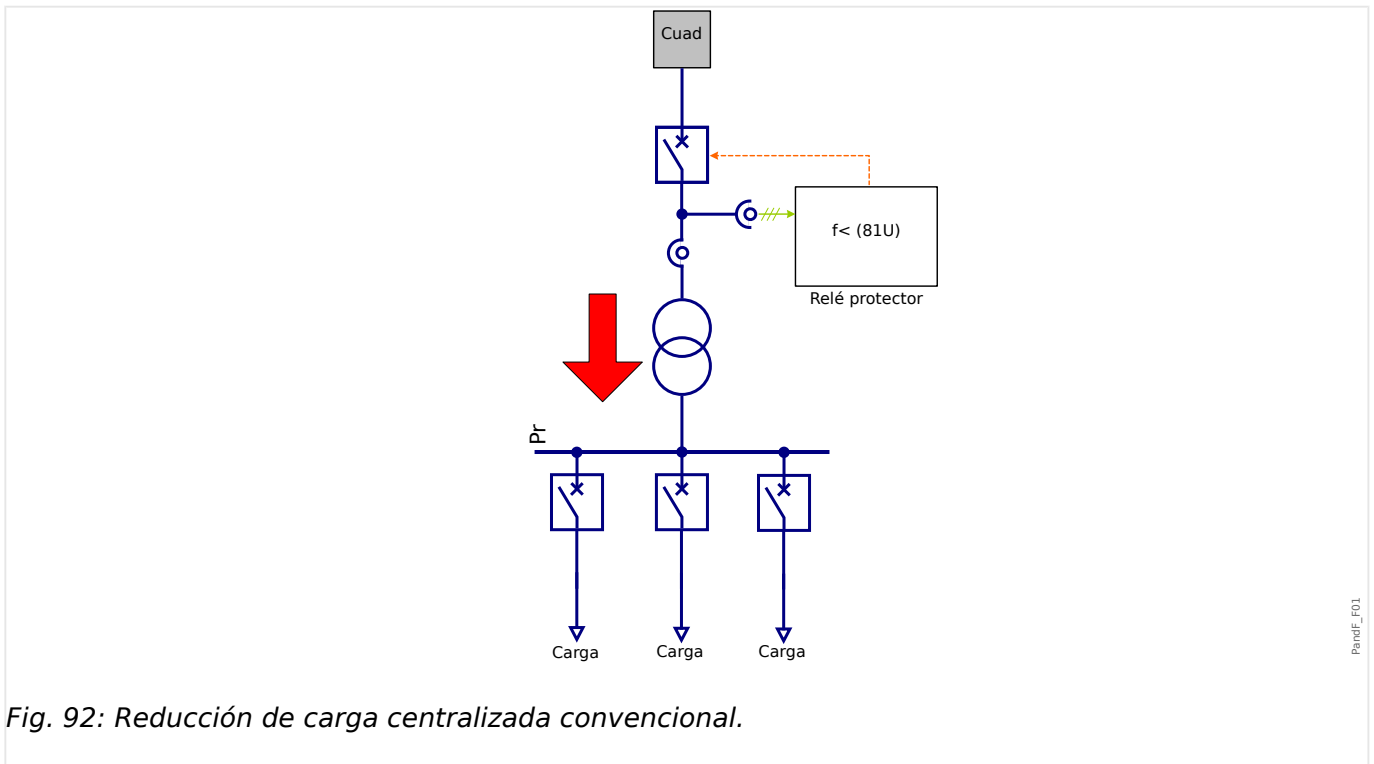 Cuad
f< (81U)
Relé protector
Pr
Carga
Carga
Carga
PandF_F01
Fig. 92: Reducción de carga centralizada convencional.